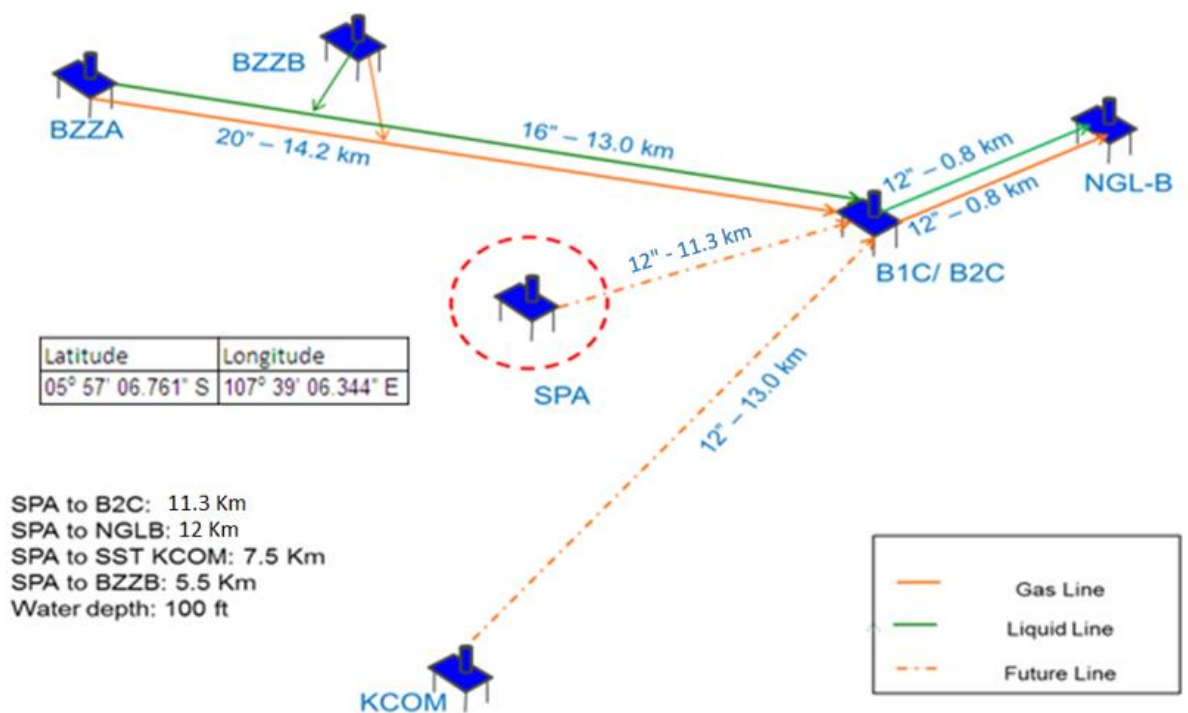 BZZB
BZZA
20" – 14.2 km
16" – 13.0 km
12" – 0.8 km
12" – 0.8 km
NGL-B
12" - 11.3 km
B1C/ B2C
SPA
Latitude Longitude
05° 57' 06.761" S 107° 39' 06.344" E
12" – 13.0 km
SPA to B2C: 11.3 Km
SPA to NGLB: 12 Km
SPA to SST KCOM: 7.5 Km
SPA to BZZB: 5.5 Km
Water depth: 100 ft
KCOM
Gas Line
Liquid Line
Future Line